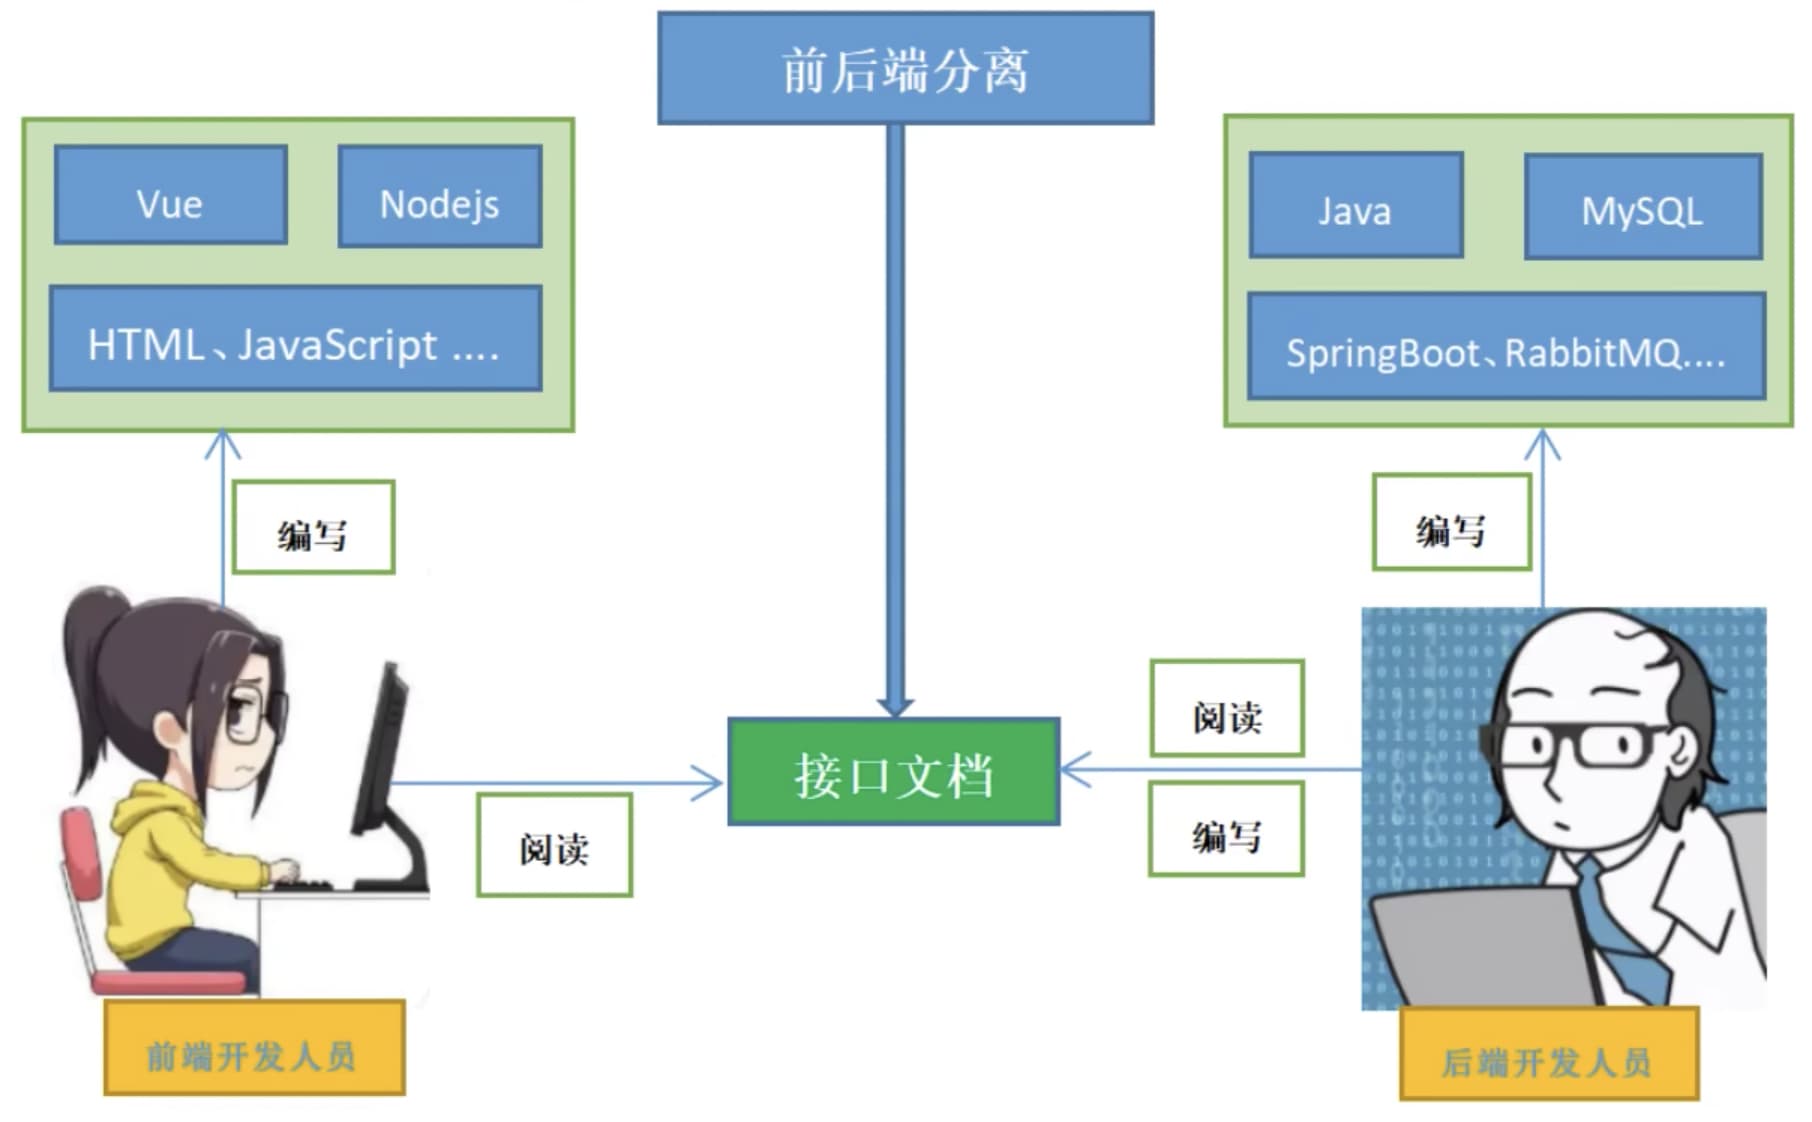 前后端分离
Vue
Nodejs
HTML、JavaScript ....
Java
MySQL
SpringBoot、RabbitMQ....
编写
编写
阅读
接口文档
阅读
编写
前端开发人员
后端开发人员